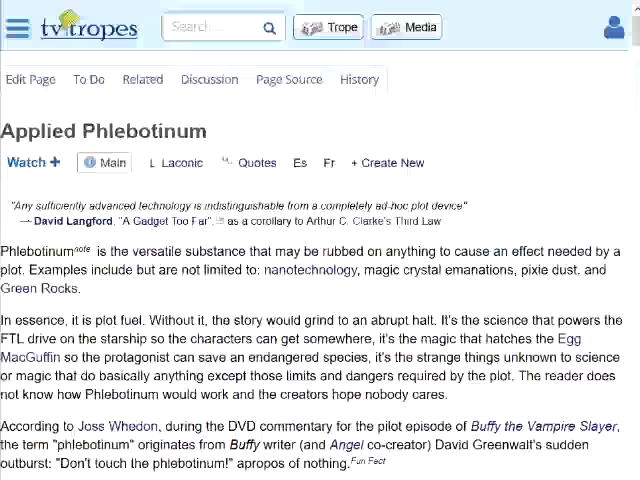 tvtropes
Search...
Trope
Media
Edit Page
To Do
Related
Discussion
Page Source
History
Applied Phlebotinum
Watch +
Main
Laconic
Quotes
Es
Fr
+ Create New
"Any sufficiently advanced technology is indistinguishable from a completely ad-hoc plot device"
— David Langford, "A Gadget Too Far", as a corollary to Arthur C. Clarke's Third Law
Phlebotinum note is the versatile substance that may be rubbed on anything to cause an effect needed by a
plot. Examples include but are not limited to: nanotechnology, magic crystal emanations, pixie dust, and
Green Rocks.
In essence, it is plot fuel. Without it, the story would grind to an abrupt halt. It's the science that powers the
FTL drive on the starship so the characters can get somewhere, it's the magic that hatches the Egg
MacGuffin so the protagonist can save an endangered species, it's the strange things unknown to science
or magic that do basically anything except those limits and dangers required by the plot. The reader does
not know how Phlebotinum would work and the creators hope nobody cares.
According to Joss Whedon, during the DVD commentary for the pilot episode of Buffy the Vampire Slayer,
the term "phlebotinum" originates from Buffy writer (and Angel co-creator) David Greenwalt's sudden
outburst: "Don't touch the phlebotinum!" apropos of nothing. Fun Fact